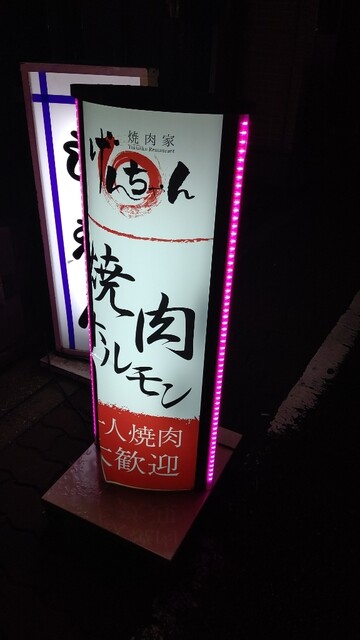 焼肉家
Yakiniku Restaurant
げんちゃん
焼肉
ホルモン
一人焼肉
大歓迎